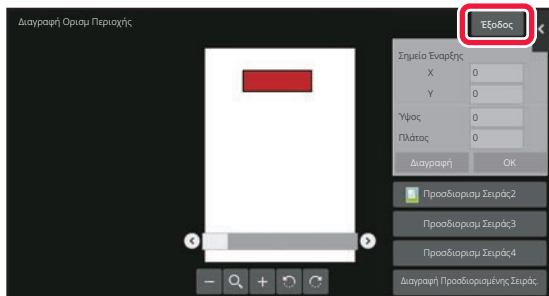 Διαγραφή Ορισμ Περιοχής
Έξοδος
Σημείο Έναρξης
X 0
Y 0
Ύψος 0
Πλάτος 0
Διαγραφή OK
Προσδιορισμ Σειράς2
Προσδιορισμ Σειράς3
Προσδιορισμ Σειράς4
Διαγραφή Προσδιορισμένης Σειράς.